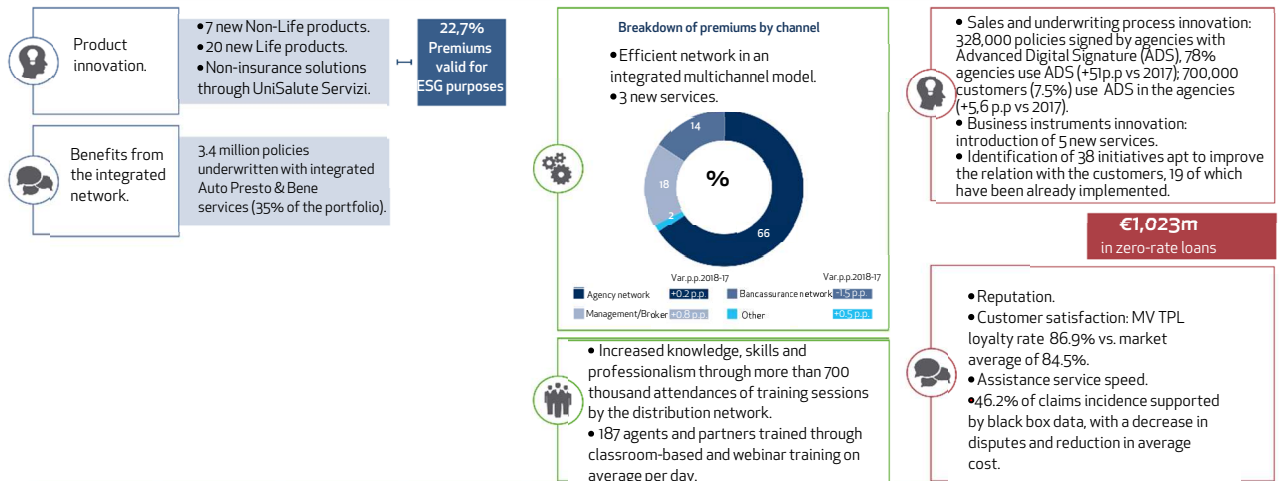 Product
innovation.
• 7 new Non-Life products.
• 20 new Life products.
• Non-insurance solutions
through UniSalute Servizi.
22,7%
Premiums
valid for
ESG purposes
Benefits from
the integrated
network.
3.4 million policies
underwritten with integrated
Auto Presto & Bene
services (35% of the portfolio).
Breakdown of premiums by channel
• Efficient network in an
integrated multichannel model.
• 3 new services.
14
18
%
2
66
Var.p.p.2018-17 Var.p.p.2018-17
Agency network +0.2 p.p. Bancassurance network -1.5 p.p.
Management/Broker +0.8 p.p. Other +0.5 p.p.
• Increased knowledge, skills and
professionalism through more than 700
thousand attendances of training sessions
by the distribution network.
• 187 agents and partners trained through
classroom-based and webinar training on
average per day.
• Sales and underwriting process innovation:
328,000 policies signed by agencies with
Advanced Digital Signature (ADS), 78%
agencies use ADS (+51p.p vs 2017); 700,000
customers (7.5%) use ADS in the agencies
(+5,6 p.p vs 2017).
• Business instruments innovation:
introduction of 5 new services.
• Identification of 38 initiatives apt to improve
the relation with the customers, 19 of which
have been already implemented.
€1,023m
in zero-rate loans
• Reputation.
• Customer satisfaction: MV TPL
loyalty rate 86.9% vs. market
average of 84.5%.
• Assistance service speed.
•46.2% of claims incidence supported
by black box data, with a decrease in
disputes and reduction in average
cost.